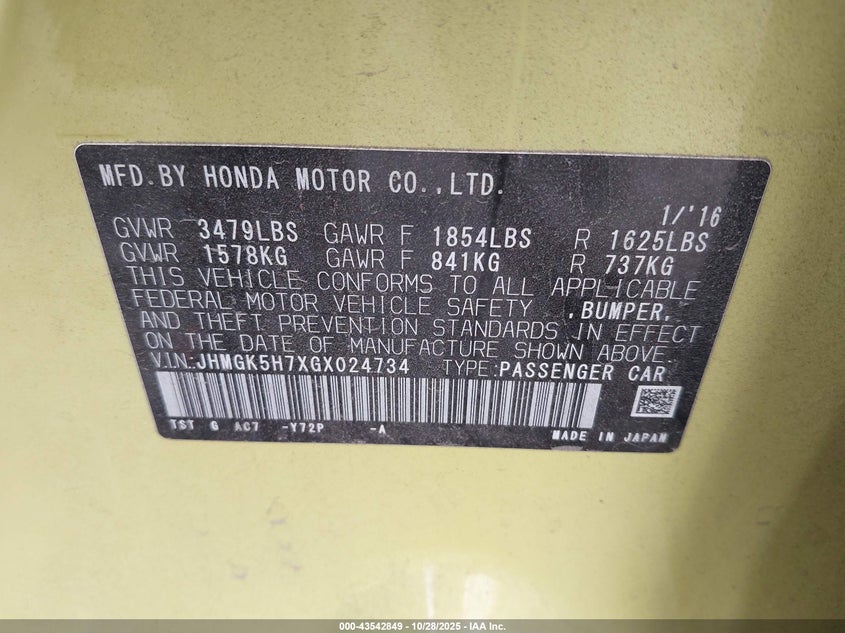 MFD.BY HONDA MOTOR CO.,LTD.
1/'16
GVWR 3479LBS GAWR F 1854LBS R 1625LBS
GVWR 1578KG GAWR F 841KG R 737KG
THIS VEHICLE CONFORMS TO ALL APPLICABLE
FEDERAL MOTOR VEHICLE SAFETY ,BUMPER,
AND THEFT PREVENTION STANDARDS IN EFFECT
ON THE DATE OF MANUFACTURE SHOWN ABOVE.
VIN:JHMGK5H7XGX024734 TYPE:PASSENGER CAR
TST G AC7 -Y72P -A
MADE IN JAPAN
000-43542849 | 10/28/2025 - IAA Inc.